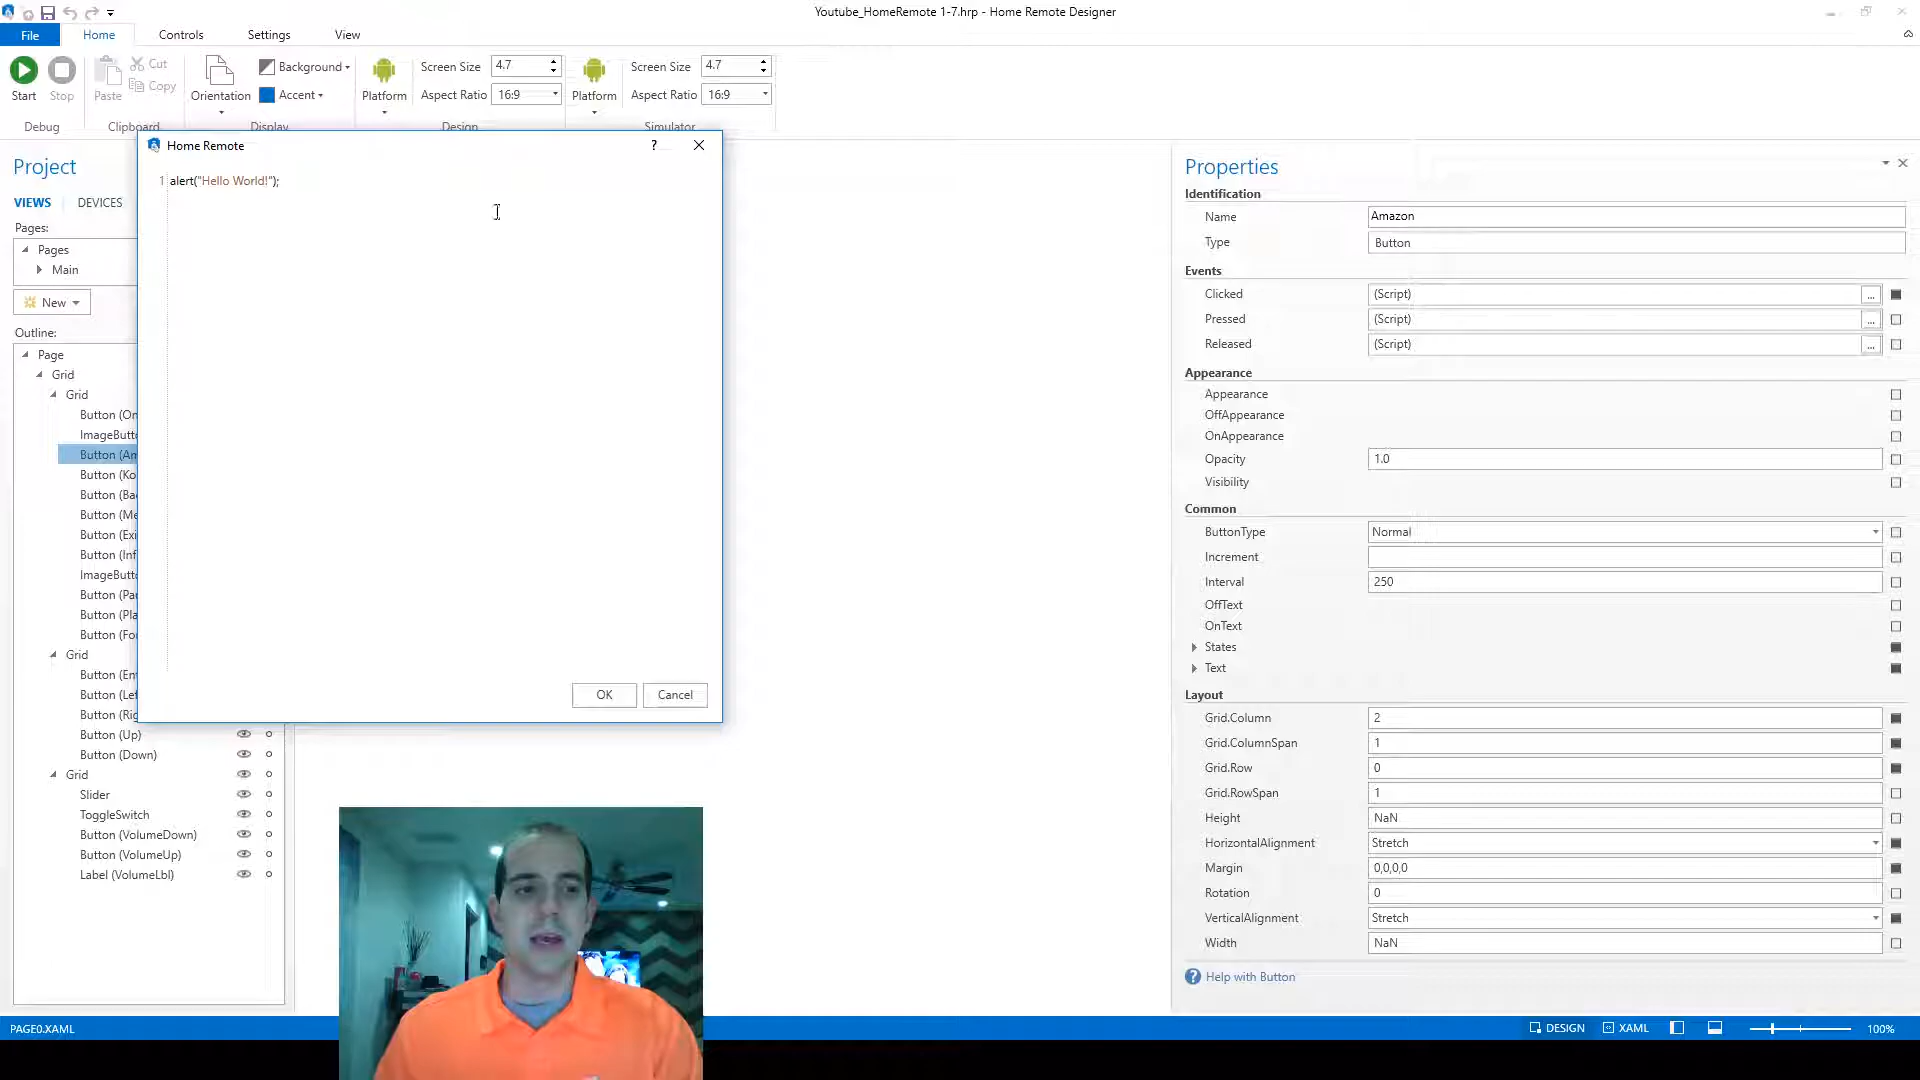 Youtube_HomeRemote 1-7.hrp - Home Remote Designer
File
Home
Controls
Settings
View
Start
Stop
Paste
Cut
Copy
Orientation
Background
Accent
Platform
Screen Size 4.7
Aspect Ratio 16:9
Platform
Screen Size 4.7
Aspect Ratio 16:9
Debug
Clipboard
Display
Design
Simulator
Project
VIEWS
DEVICES
Pages:
Pages
Main
New
Outline:
Page
Grid
Grid
Button (On
ImageButt
Button (An
Button (Ko
Button (Bac
Button (Me
Button (Exi
Button (Inf
ImageButt
Button (Pau
Button (Pla
Button (For
Grid
Button (Ent
Button (Lef
Button (Rig
Button (Up)
Button (Down)
Grid
Slider
ToggleSwitch
Button (VolumeDown)
Button (VolumeUp)
Label (VolumeLbl)
Home Remote
?
1 alert("Hello World!");
OK
Cancel
Properties
Identification
Name Amazon
Type Button
Events
Clicked (Script) ...
Pressed (Script) ...
Released (Script) ...
Appearance
Appearance
OffAppearance
OnAppearance
Opacity 1.0
Visibility
Common
ButtonType Normal
Increment
Interval 250
OffText
OnText
States
Text
Layout
Grid.Column 2
Grid.ColumnSpan 1
Grid.Row 0
Grid.RowSpan 1
Height NaN
HorizontalAlignment Stretch
Margin 0,0,0,0
Rotation 0
VerticalAlignment Stretch
Width NaN
? Help with Button
PAGE0.XAML
DESIGN
XAML
100%